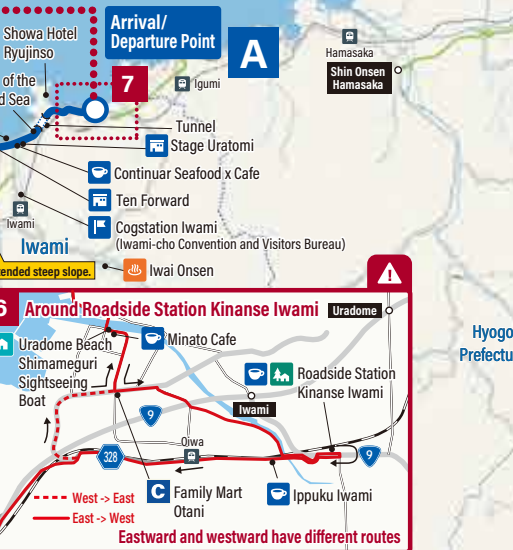 Showa Hotel
Ryujinso
of the
Sea
Arrival/
Departure Point
A
7
Igumi
Hamasaka
Shin Onsen
Hamasaka
Tunnel
Stage Uratomi
Continuar Seafood x Cafe
Ten Forward
Cogstation Iwami
(Iwami-cho Convention and Visitors Bureau)
Iwami
Iwami
steep slope.
Iwai Onsen
6 Around Roadside Station Kinanse Iwami
Uradome
Uradome Beach
Shimameguri
Sightseeing
Boat
Minato Cafe
Roadside Station
Kinanse Iwami
Iwami
9
Oiwa
328
9
C Family Mart
Otani
Ippuku Iwami
West -> East
East -> West
Eastward and westward have different routes
Hyogo